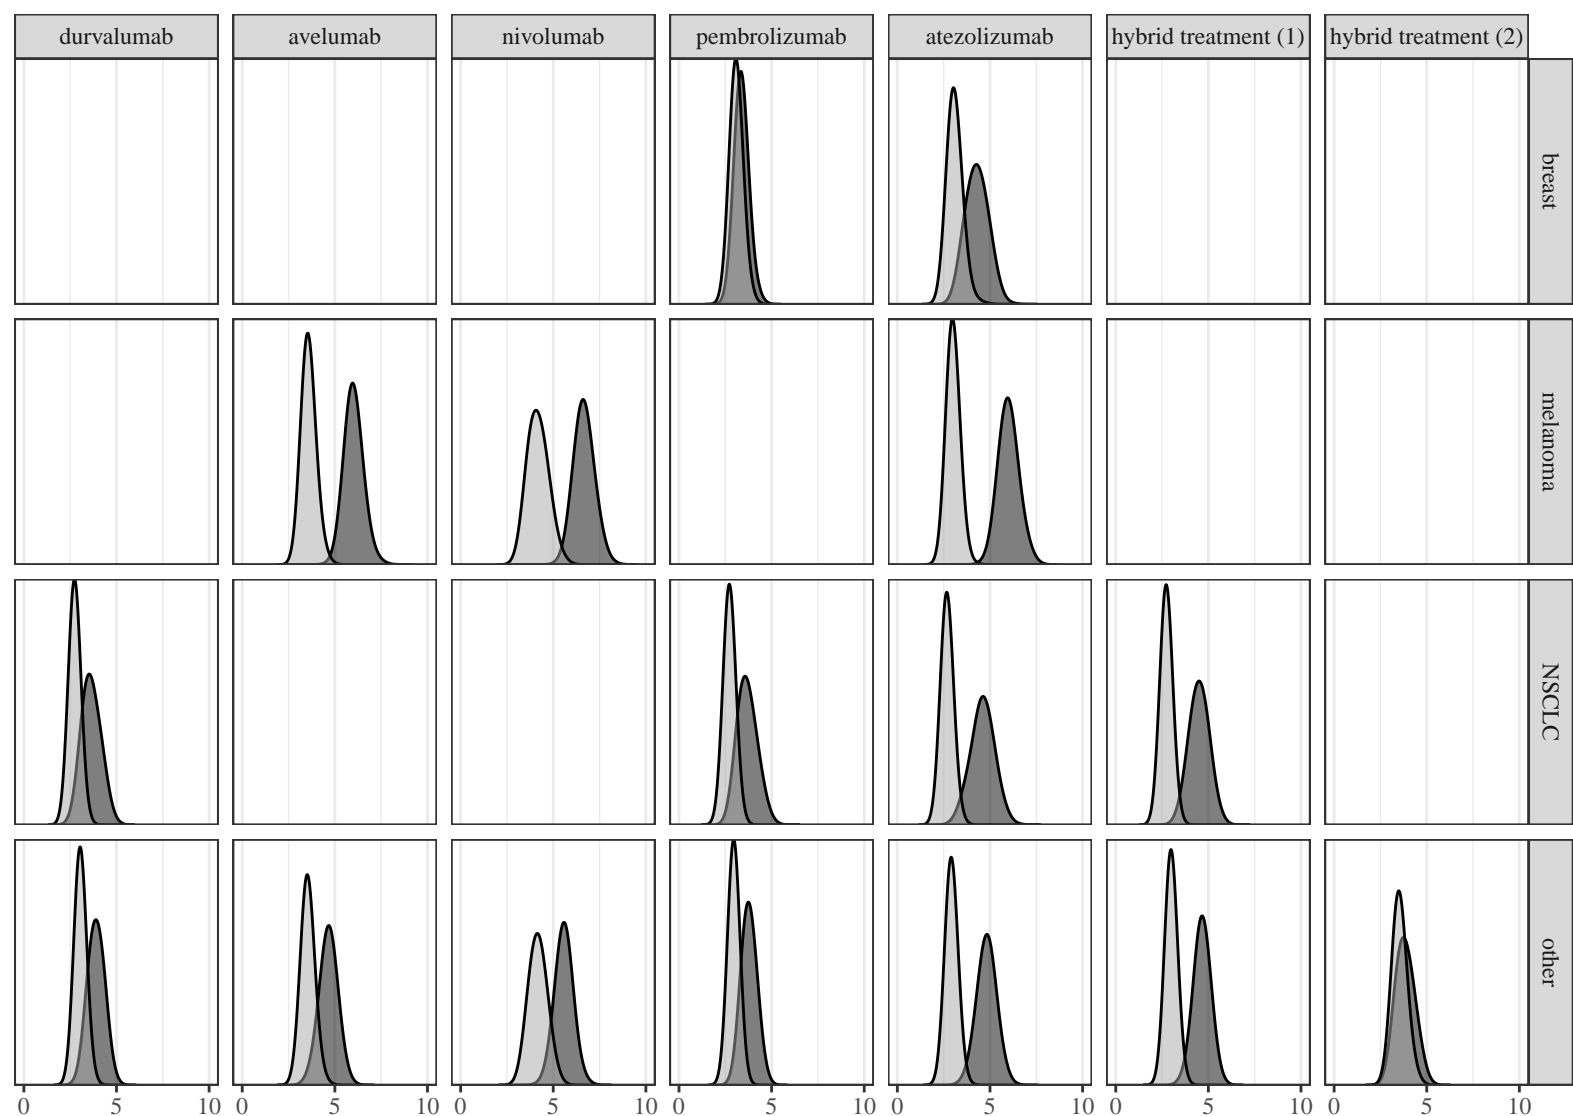 durvalumab avelumab nivolumab pembrolizumab atezolizumab hybrid treatment (1) hybrid treatment (2)
breast
melanoma
NSCLC
other
0 5 10 0 5 10 0 5 10 0 5 10 0 5 10 0 5 10 0 5 10